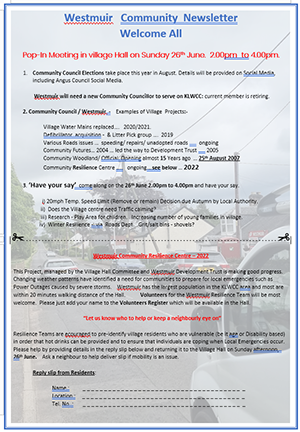 Westmuir Community Newsletter
Welcome All
Pop-In Meeting in village Hall on Sunday 26th June. 2.00pm to 4.00pm.
1. Community Council Elections take place this year in August. Details will be provided on Social Media,
including Angus Council Social Media.
Westmuir will need a new Community Councillor to serve on KLWCC: current member is retiring.
2. Community Council / Westmuir - Examples of Village Projects:-
Village Water Mains replaced.... 2020/2021.
Defibrillator acquisition - & Litter Pick group .... 2019
Various Roads issues ... speeding/ repairs/ unadopted roads .... ongoing
Community Futures... 2004 ... led the way to Development Trust .... 2005
Community Woodland/ Official Opening almost 15 Years ago .. 25th August 2007
Community Resilience Centre .... ongoing ...see below ... 2022
3. 'Have your say' come along on the 26th June 2.00pm to 4.00pm and have your say.
i) 20mph Temp. Speed Limit (Remove or remain) Decision due Autumn by Local Authority.
ii) Does the Village centre need Traffic calming?
iii) Research - Play Area for children. Increasing number of young families in village.
iv) Winter Resilience Roads Dept. Grit/salt bins - shovels?
Westmuir Community Resilience Centre – 2022
This Project, managed by the Village Hall Committee and Westmuir Development Trust is making good progress.
Changing weather patterns have identified a need for communities to prepare for local emergencies such as
Power Outages caused by severe storms. Westmuir has the largest population in the KLWCC area and most are
within 20 minutes walking distance of the Hall. Volunteers for the Westmuir Resilience Team will be most
welcome. Please just add your name to the Volunteers Register which will be available in the Hall.
"Let us know who to help or keep a neighbourly eye on"
Resilience Teams are ecouraged to pre-identify village residents who are vulnerable (be it age or Disability based)
in order that hot drinks can be provided and to ensure that individuals are coping when Local Emergencies occur.
Please help by providing details in the reply slip below and returning it to the Village Hall on Sunday afternoon,
26th June. Ask a neighbour to help deliver slip if mobility is an issue.
Reply slip from Residents:
Name :
Location :
Tel. No. :